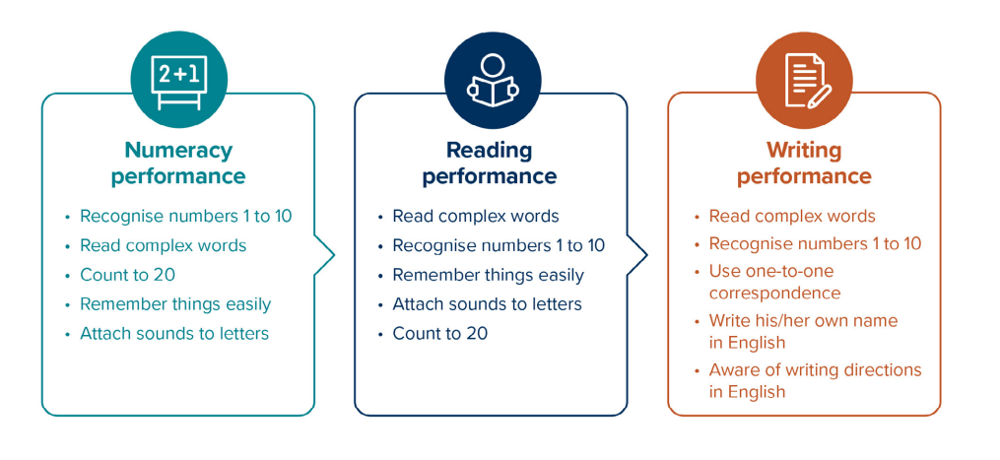 2+1
Numeracy
performance
• Recognise numbers 1 to 10
• Read complex words
• Count to 20
• Remember things easily
• Attach sounds to letters
Reading
performance
• Read complex words
• Recognise numbers 1 to 10
• Remember things easily
• Attach sounds to letters
• Count to 20
Writing
performance
• Read complex words
• Recognise numbers 1 to 10
• Use one-to-one
correspondence
• Write his/her own name
in English
• Aware of writing directions
in English